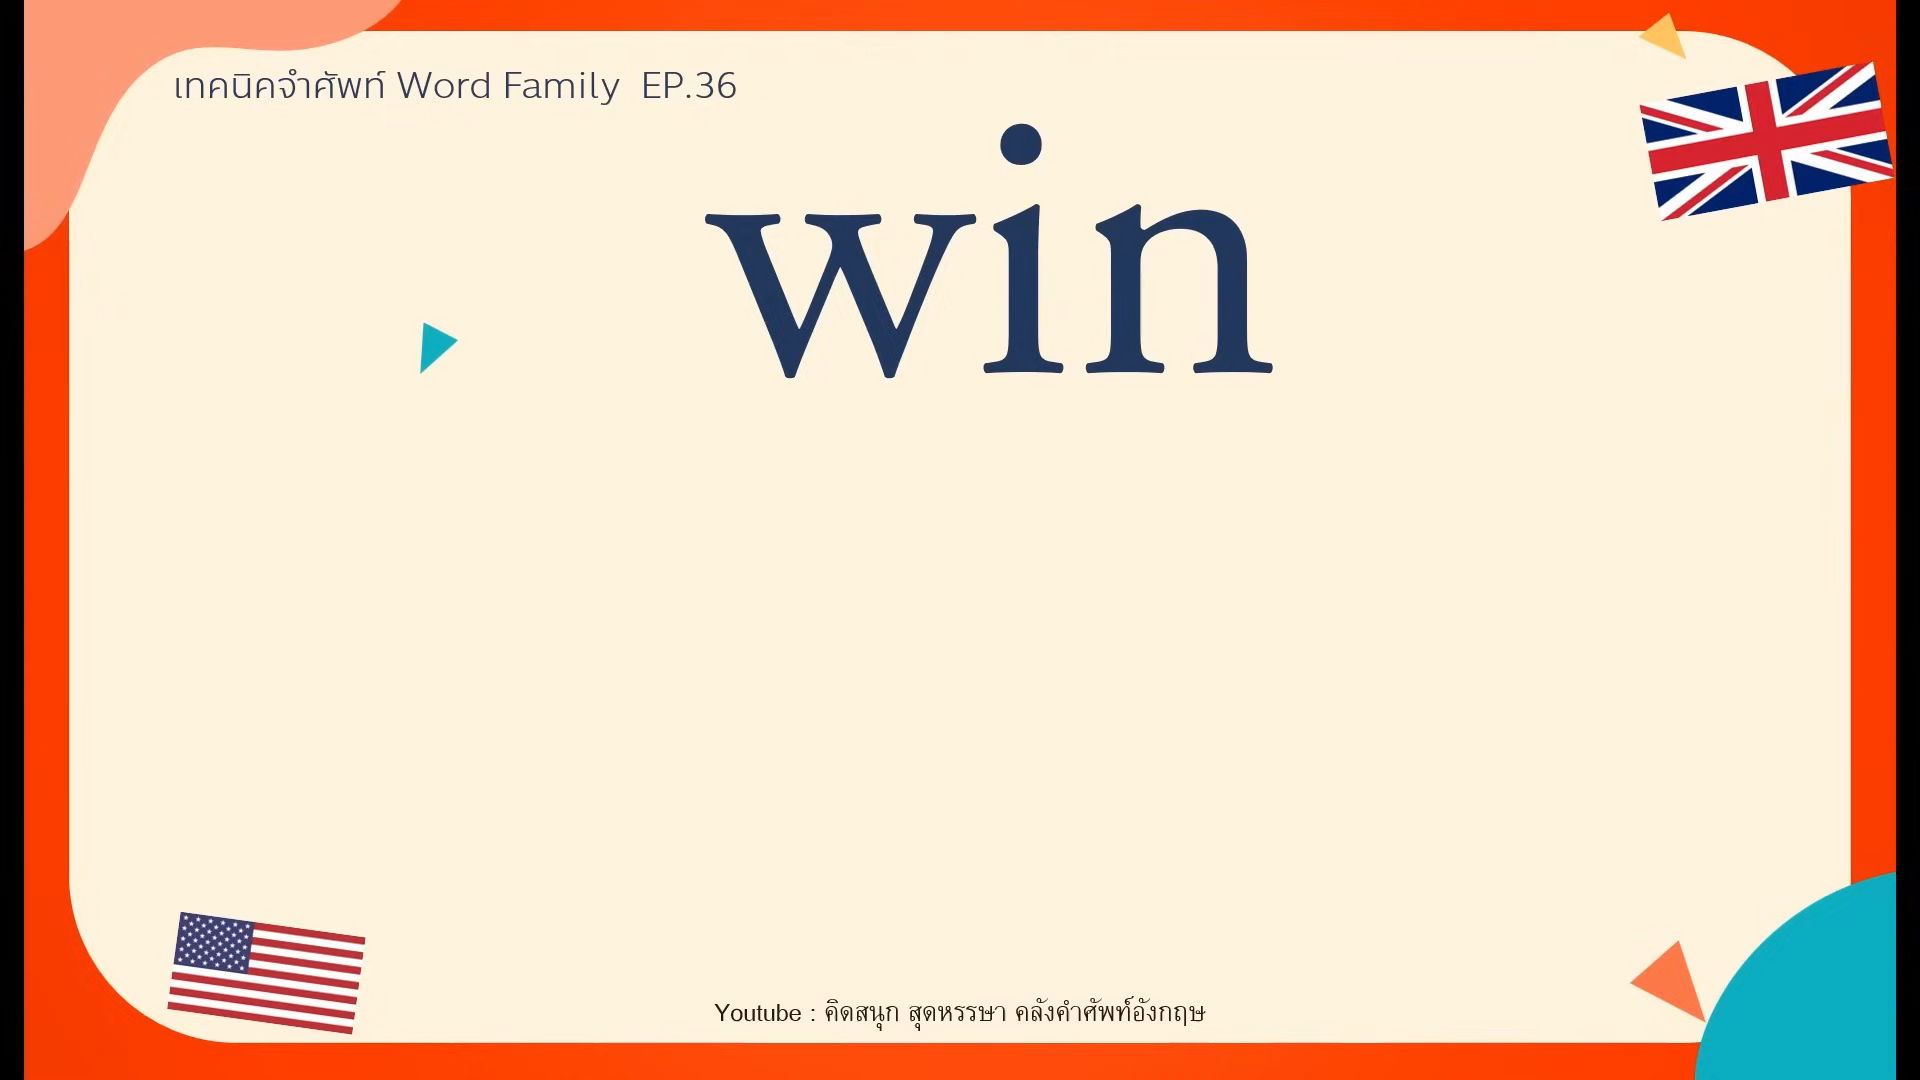 เทคนิคจำศัพท์ Word Family EP.36
win
Youtube : คิดสนุก สุดหรรษา คลังคำศัพท์อังกฤษ